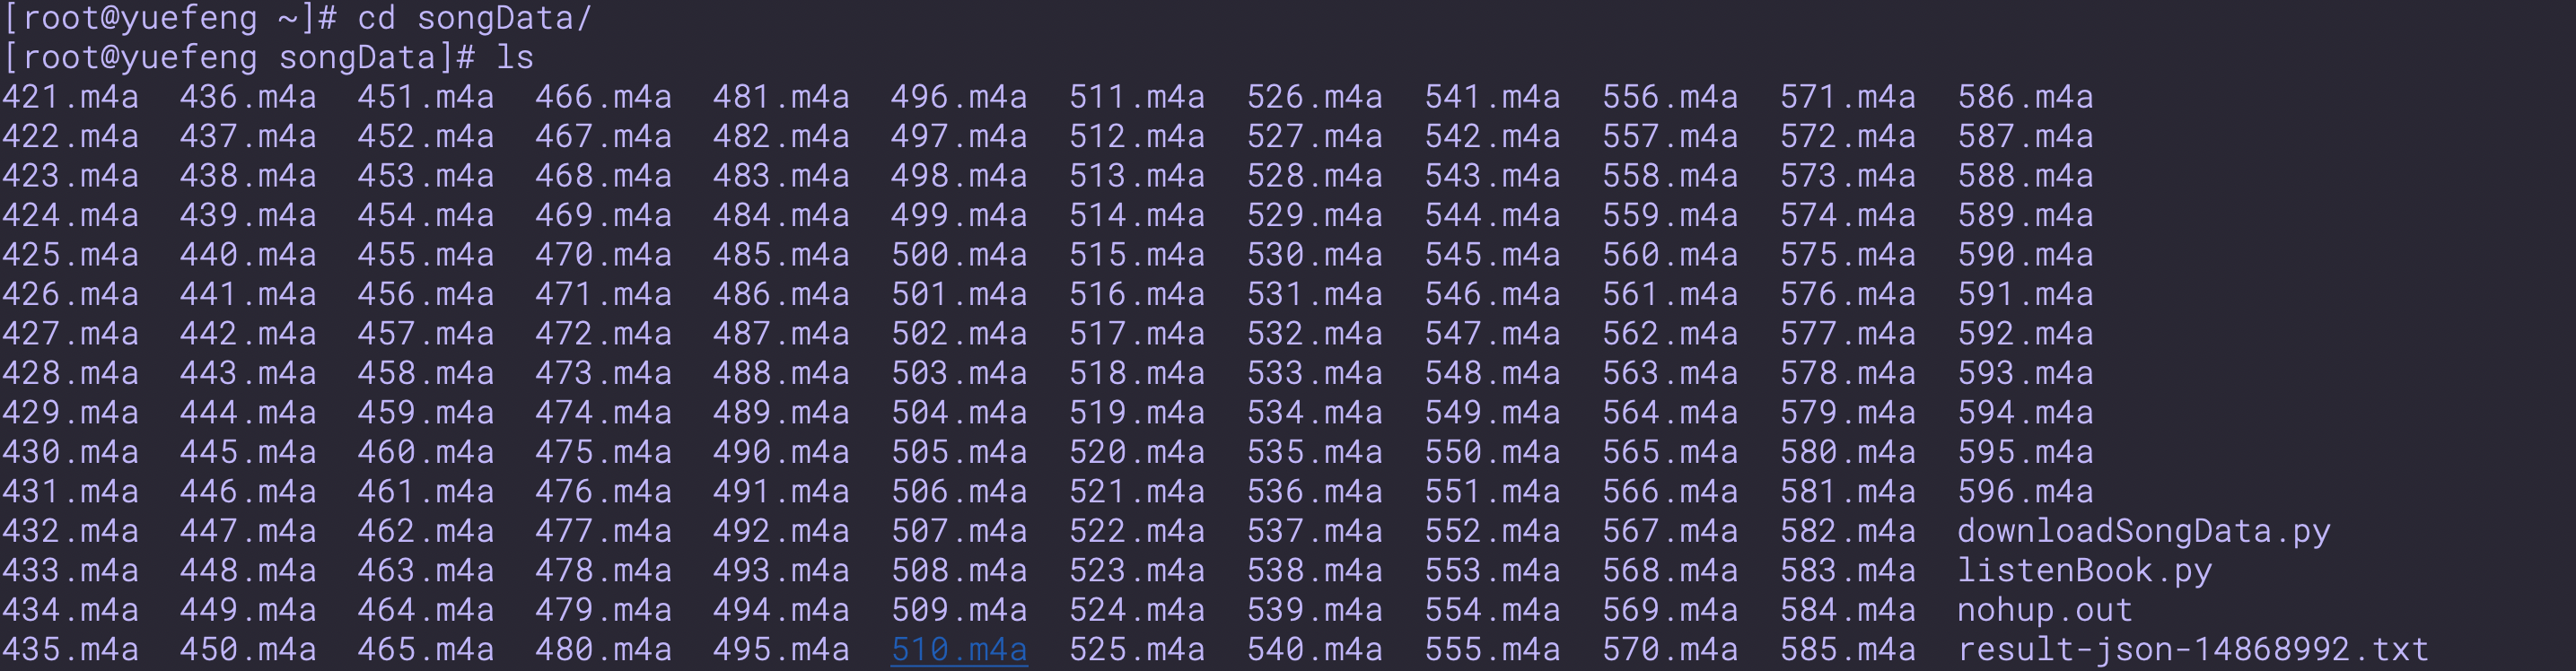 [root@yuefeng ~]# cd songData/
[root@yuefeng songData]# ls
421.m4a  436.m4a  451.m4a  466.m4a  481.m4a  496.m4a  511.m4a  526.m4a  541.m4a  556.m4a  571.m4a  586.m4a
422.m4a  437.m4a  452.m4a  467.m4a  482.m4a  497.m4a  512.m4a  527.m4a  542.m4a  557.m4a  572.m4a  587.m4a
423.m4a  438.m4a  453.m4a  468.m4a  483.m4a  498.m4a  513.m4a  528.m4a  543.m4a  558.m4a  573.m4a  588.m4a
424.m4a  439.m4a  454.m4a  469.m4a  484.m4a  499.m4a  514.m4a  529.m4a  544.m4a  559.m4a  574.m4a  589.m4a
425.m4a  440.m4a  455.m4a  470.m4a  485.m4a  500.m4a  515.m4a  530.m4a  545.m4a  560.m4a  575.m4a  590.m4a
426.m4a  441.m4a  456.m4a  471.m4a  486.m4a  501.m4a  516.m4a  531.m4a  546.m4a  561.m4a  576.m4a  591.m4a
427.m4a  442.m4a  457.m4a  472.m4a  487.m4a  502.m4a  517.m4a  532.m4a  547.m4a  562.m4a  577.m4a  592.m4a
428.m4a  443.m4a  458.m4a  473.m4a  488.m4a  503.m4a  518.m4a  533.m4a  548.m4a  563.m4a  578.m4a  593.m4a
429.m4a  444.m4a  459.m4a  474.m4a  489.m4a  504.m4a  519.m4a  534.m4a  549.m4a  564.m4a  579.m4a  594.m4a
430.m4a  445.m4a  460.m4a  475.m4a  490.m4a  505.m4a  520.m4a  535.m4a  550.m4a  565.m4a  580.m4a  595.m4a
431.m4a  446.m4a  461.m4a  476.m4a  491.m4a  506.m4a  521.m4a  536.m4a  551.m4a  566.m4a  581.m4a  596.m4a
432.m4a  447.m4a  462.m4a  477.m4a  492.m4a  507.m4a  522.m4a  537.m4a  552.m4a  567.m4a  582.m4a  downloadSongData.py
433.m4a  448.m4a  463.m4a  478.m4a  493.m4a  508.m4a  523.m4a  538.m4a  553.m4a  568.m4a  583.m4a  listenBook.py
434.m4a  449.m4a  464.m4a  479.m4a  494.m4a  509.m4a  524.m4a  539.m4a  554.m4a  569.m4a  584.m4a  nohup.out
435.m4a  450.m4a  465.m4a  480.m4a  495.m4a  510.m4a  525.m4a  540.m4a  555.m4a  570.m4a  585.m4a  result-json-14868992.txt